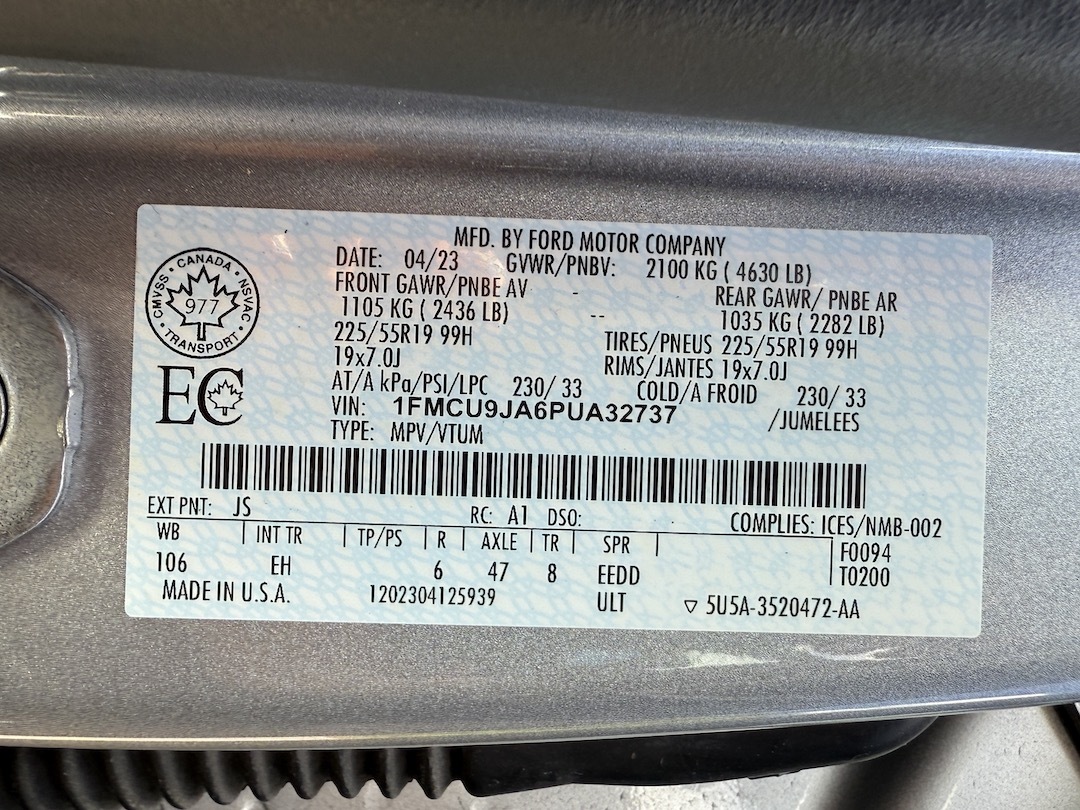 MFD. BY FORD MOTOR COMPANY
DATE: 04/23 GVWR/PNBV: 2100 KG ( 4630 LB)
FRONT GAWR/PNBE AV - REAR GAWR/ PNBE AR
1105 KG ( 2436 LB) -- 1035 KG ( 2282 LB)
225/55R19 99H TIRES/PNEUS 225/55R19 99H
19x7.0J RIMS/JANTES 19x7.0J
AT/A kPa/PSI/LPC 230/ 33 COLD/A FROID 230/ 33
VIN: 1FMCU9JA6PUA32737 /JUMELEES
TYPE: MPV/VTUM
CANADA
CMVSS 977 NSVAC
TRANSPORT
EC
EXT PNT: JS RC: A1 DSO: COMPLIES: ICES/NMB-002
WB | INT TR | TP/PS | R | AXLE | TR | SPR | F0094
106 EH 6 47 8 EEDD T0200
MADE IN U.S.A. 1202304125939 ULT ▽ 5U5A-3520472-AA